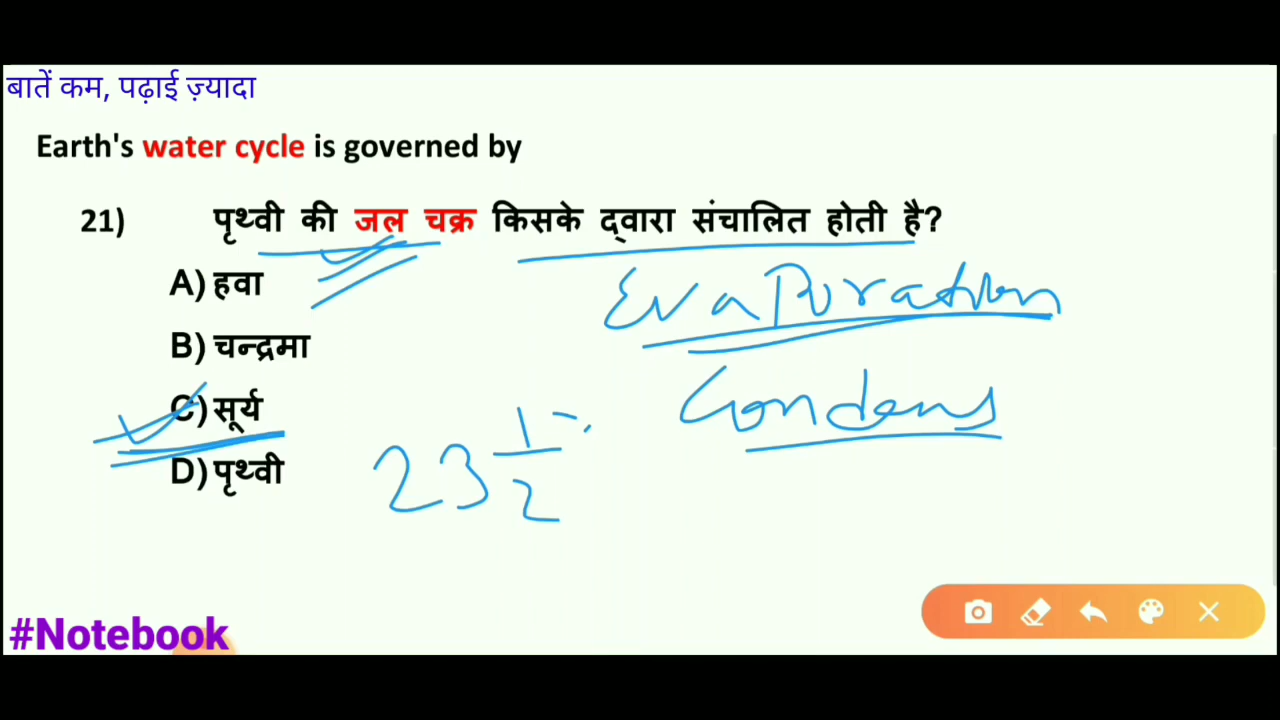 बातें कम, पढ़ाई ज़्यादा
Earth's water cycle is governed by
21) पृथ्वी की जल चक्र किसके द्वारा संचालित होती है?
A) हवा
Evaporation
B) चन्द्रमा
C) सूर्य
Condens
D) पृथ्वी
23 1/2
#Notebook